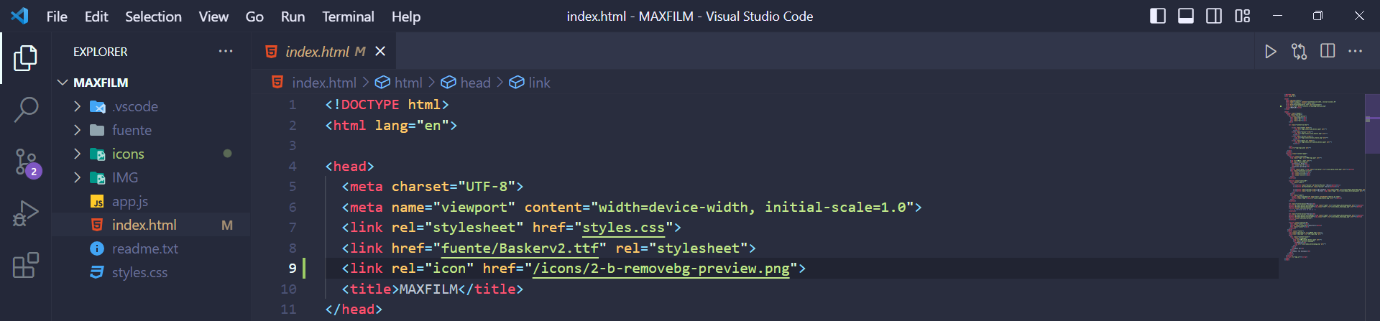 File Edit Selection View Go Run Terminal Help index.html - MAXFILM - Visual Studio Code
EXPLORER ···
MAXFILM
.vscode
fuente
icons
IMG
JS app.js
index.html M
readme.txt
styles.css
2
index.html M
index.html > html > head > link
1 <!DOCTYPE html>
2 <html lang="en">
3
4 <head>
5 <meta charset="UTF-8">
6 <meta name="viewport" content="width=device-width, initial-scale=1.0">
7 <link rel="stylesheet" href="styles.css">
8 <link href="fuente/Baskerv2.ttf" rel="stylesheet">
9 <link rel="icon" href="/icons/2-b-removebg-preview.png">
10 <title>MAXFILM</title>
11 </head>